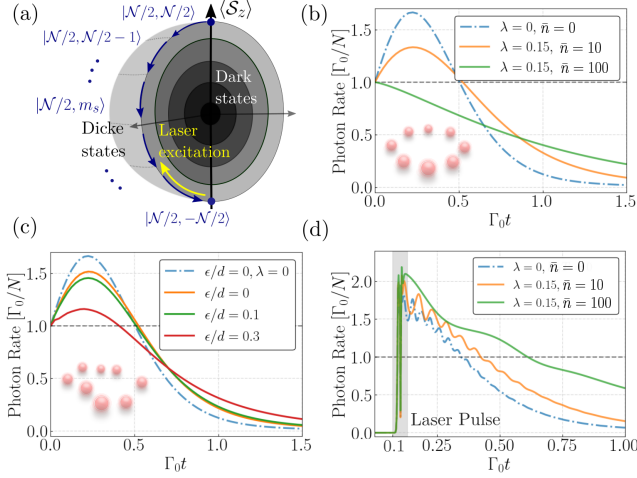 (a)
⟨S_z⟩
|N/2, N/2⟩
|N/2, N/2 − 1⟩
Dark
states
|N/2, m_s⟩
Dicke
states
Laser
excitation
|N/2, −N/2⟩
(b)
Photon Rate [Γ₀/N]
1.5
1.0
0.5
0.0
λ = 0, n̄ = 0
λ = 0.15, n̄ = 10
λ = 0.15, n̄ = 100
0.0 0.5 1.0 1.5
Γ₀t
(c)
Photon Rate [Γ₀/N]
1.5
1.0
0.5
0.0
ϵ/d = 0, λ = 0
ϵ/d = 0
ϵ/d = 0.1
ϵ/d = 0.3
0.0 0.5 1.0 1.5
Γ₀t
(d)
Photon Rate [Γ₀/N]
2.0
1.5
1.0
0.5
0.0
λ = 0, n̄ = 0
λ = 0.15, n̄ = 10
λ = 0.15, n̄ = 100
Laser Pulse
0.1 0.25 0.50 0.75 1.00
Γ₀t